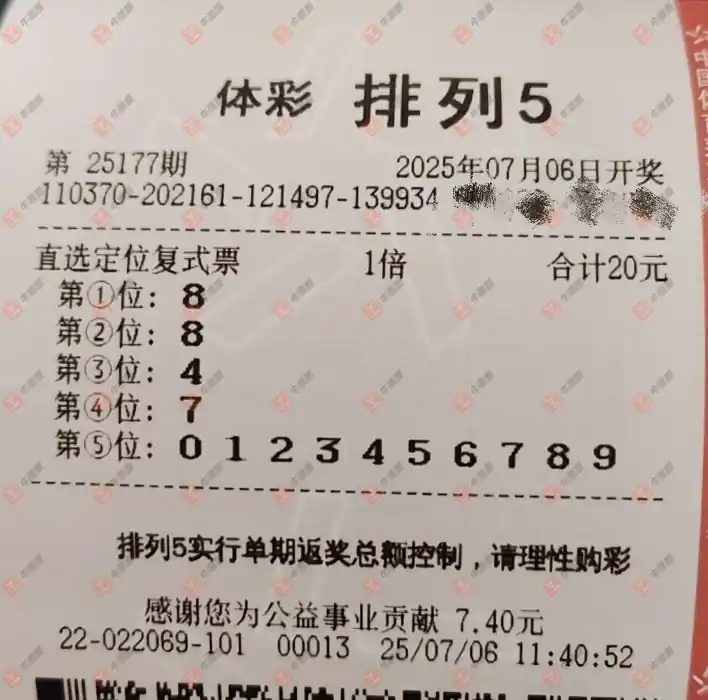 体彩 排列5
第 25177期 2025年07月06日开奖
110370-202161-121497-139934
直选定位复式票 1倍 合计20元
第①位: 8
第②位: 8
第③位: 4
第④位: 7
第⑤位: 0 1 2 3 4 5 6 7 8 9
排列5实行单期返奖总额控制，请理性购彩
感谢您为公益事业贡献 7.40元
22-022069-101 00013 25/07/06 11:40:52
中国体育